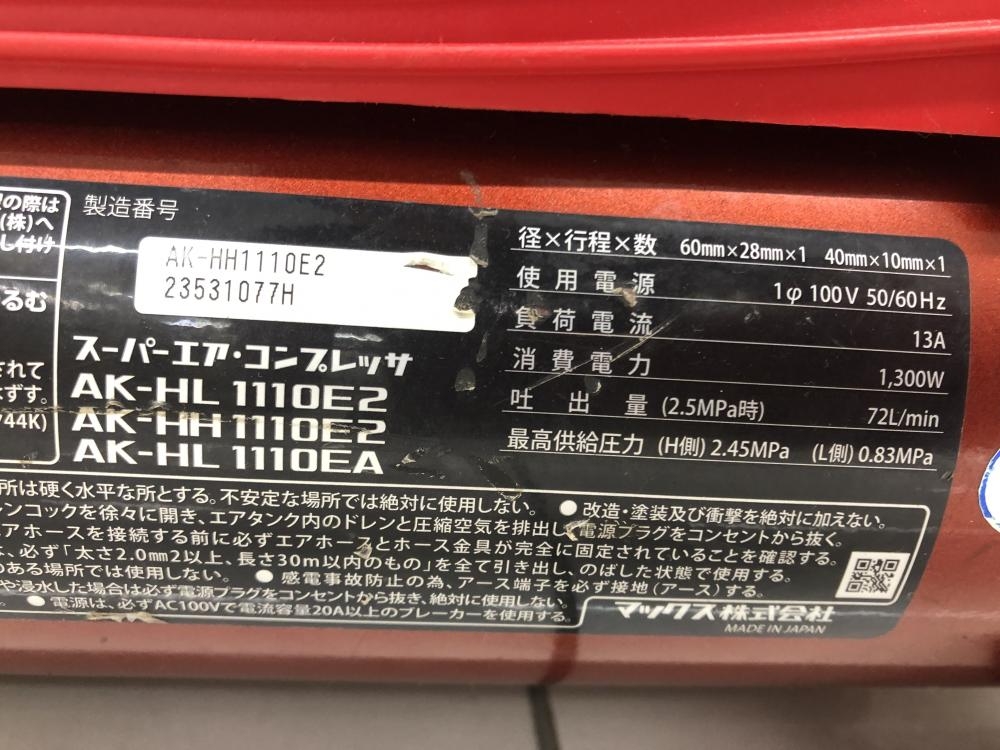 の際は
(株)へ
し付け
るむ
されて
ずす。
44K)
製造番号
AK-HH1110E2
23531077H
スーパーエア・コンプレッサ
AK-HL 1110E2
AK-HH 1110E2
AK-HL 1110EA
径×行程×数 60mm×28mm×1 40mm×10mm×1
使用電源 1φ 100V 50/60Hz
負荷電流 13A
消費電力 1,300W
吐出量 (2.5MPa時) 72L/min
最高供給圧力 (H側) 2.45MPa (L側) 0.83MPa
所は硬く水平な所とする。不安定な場所では絶対に使用しない。 ●改造・塗装及び衝撃を絶対に加えない。
ンコックを徐々に開き、エアタンク内のドレンと圧縮空気を排出し電源プラグをコンセントから抜く。
エアホースを接続する前に必ずエアホースとホース金具が完全に固定されていることを確認する。
は、必ず「太さ2.0mm2以上、長さ30m以内のもの」を全て引き出し、のばした状態で使用する。
のある場所では使用しない。 ●感電事故防止の為、アース端子を必ず接地(アース)する。
や浸水した場合は必ず電源プラグをコンセントから抜き、絶対に使用しない。
●電源は、必ずAC100Vで電流容量20A以上のブレーカーを使用する。
マックス株式会社
MADE IN JAPAN